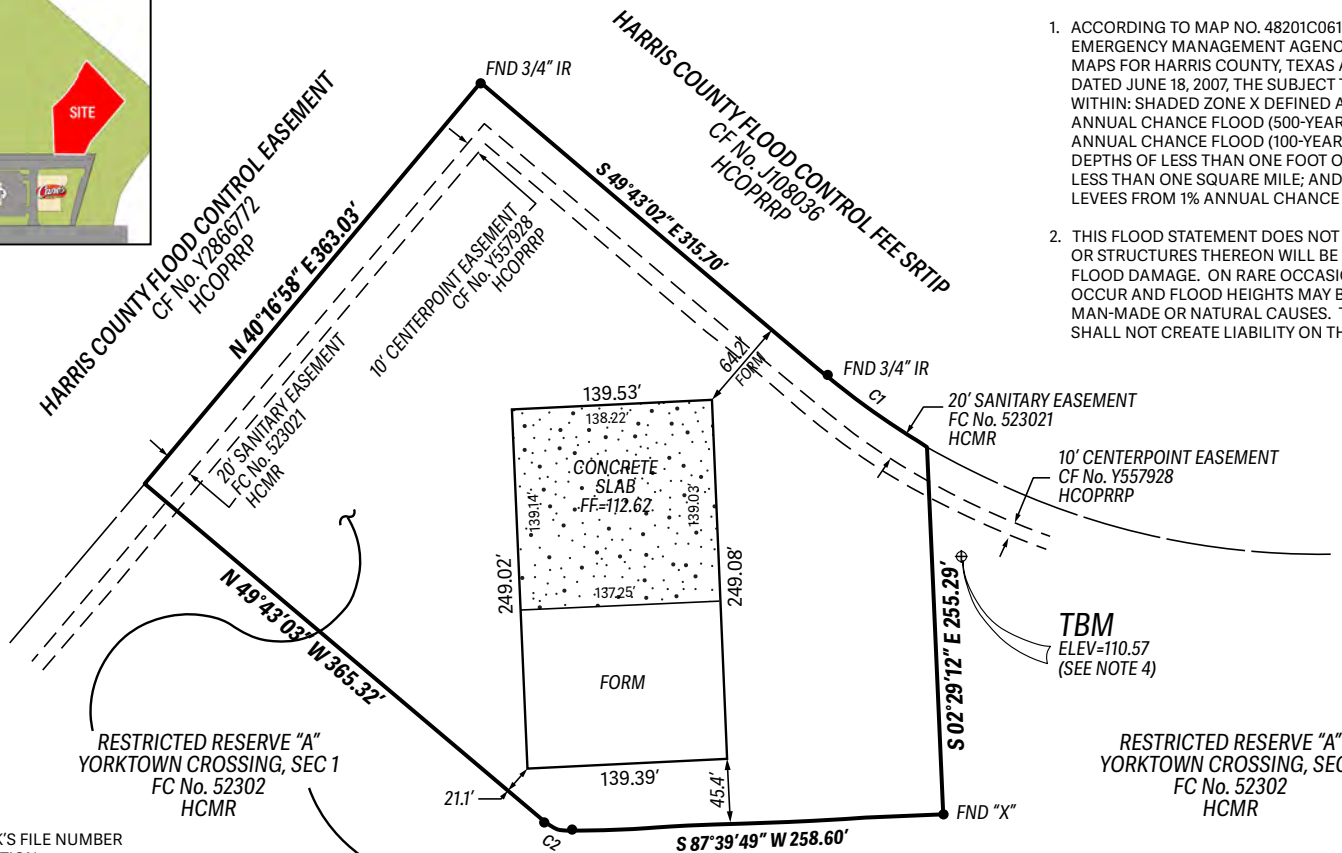 SITE
Cane's
HARRIS COUNTY FLOOD CONTROL EASEMENT
CF No. Y2866772
HCOPRRP
N 40°16'58" E 363.03'
FND 3/4" IR
HARRIS COUNTY FLOOD CONTROL FEE SRTIP
CF No. J108036
HCOPRRP
S 49°43'02" E 315.70'
10' CENTERPOINT EASEMENT
CF No. Y557928
HCOPRRP
20' SANITARY EASEMENT
FC No. 523021
HCMR
64.2'
FORM
FND 3/4" IR
C1
20' SANITARY EASEMENT
FC No. 523021
HCMR
10' CENTERPOINT EASEMENT
CF No. Y557928
HCOPRRP
139.53'
138.22'
CONCRETE
SLAB
FF=112.62
139.14'
139.03'
137.25'
249.02'
249.08'
FORM
139.39'
21.1'
45.4'
N 49°43'03" W 365.32'
S 02°29'12" E 255.29'
TBM
ELEV=110.57
(SEE NOTE 4)
RESTRICTED RESERVE "A"
YORKTOWN CROSSING, SEC 1
FC No. 52302
HCMR
RESTRICTED RESERVE "A"
YORKTOWN CROSSING, SEC
FC No. 52302
HCMR
C2
S 87°39'49" W 258.60'
FND "X"
K'S FILE NUMBER
1. ACCORDING TO MAP NO. 48201C061
EMERGENCY MANAGEMENT AGENC
MAPS FOR HARRIS COUNTY, TEXAS A
DATED JUNE 18, 2007, THE SUBJECT T
WITHIN: SHADED ZONE X DEFINED A
ANNUAL CHANCE FLOOD (500-YEAR
ANNUAL CHANCE FLOOD (100-YEAR
DEPTHS OF LESS THAN ONE FOOT O
LESS THAN ONE SQUARE MILE; AND
LEVEES FROM 1% ANNUAL CHANCE
2. THIS FLOOD STATEMENT DOES NOT
OR STRUCTURES THEREON WILL BE
FLOOD DAMAGE. ON RARE OCCASI
OCCUR AND FLOOD HEIGHTS MAY B
MAN-MADE OR NATURAL CAUSES. T
SHALL NOT CREATE LIABILITY ON TH